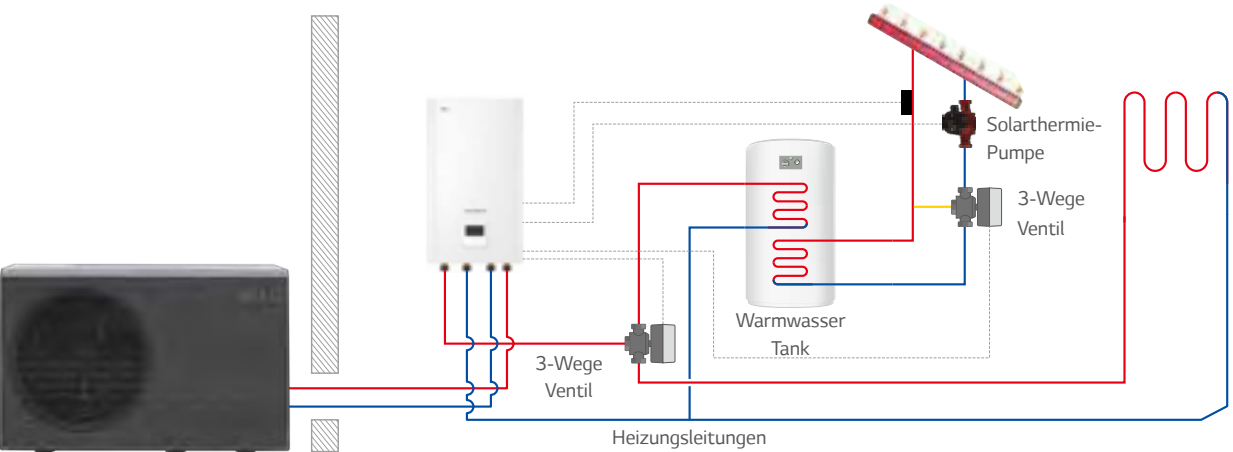 Solarthermie-
Pumpe
3-Wege
Ventil
Warmwasser
Tank
3-Wege
Ventil
Heizungsleitungen